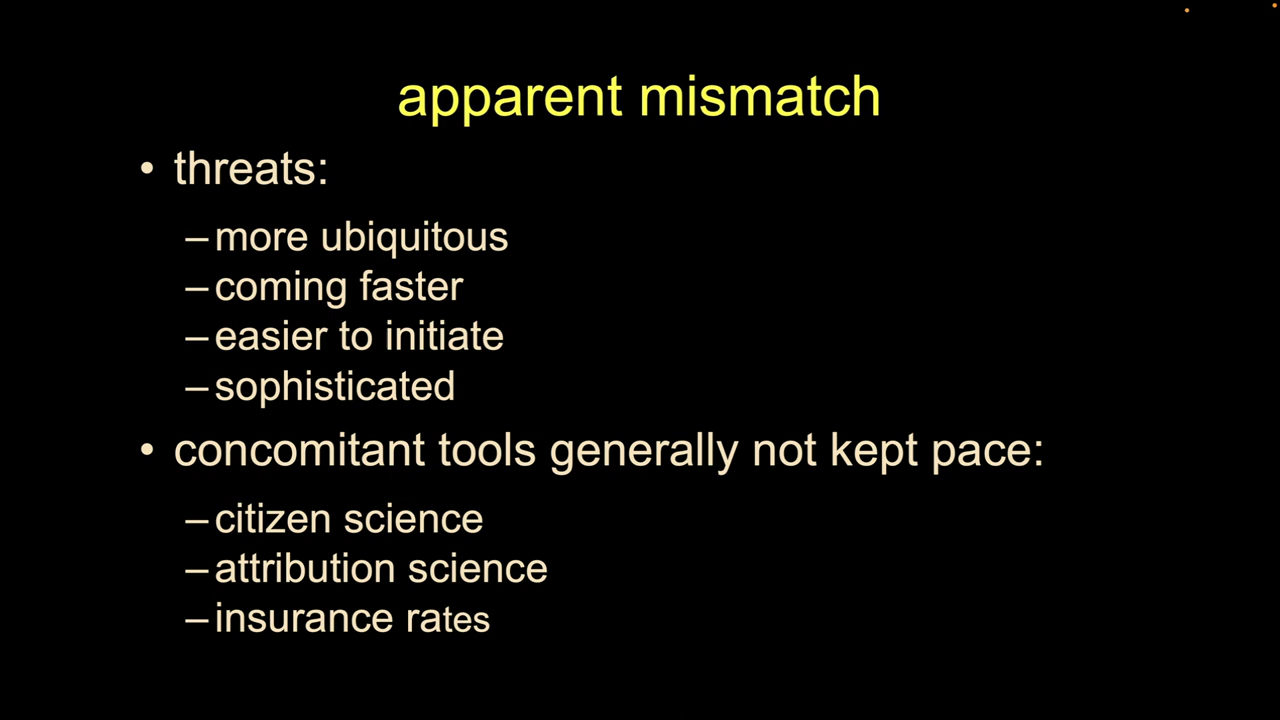 apparent mismatch
• threats:
–more ubiquitous
–coming faster
–easier to initiate
–sophisticated
• concomitant tools generally not kept pace:
–citizen science
–attribution science
–insurance rates